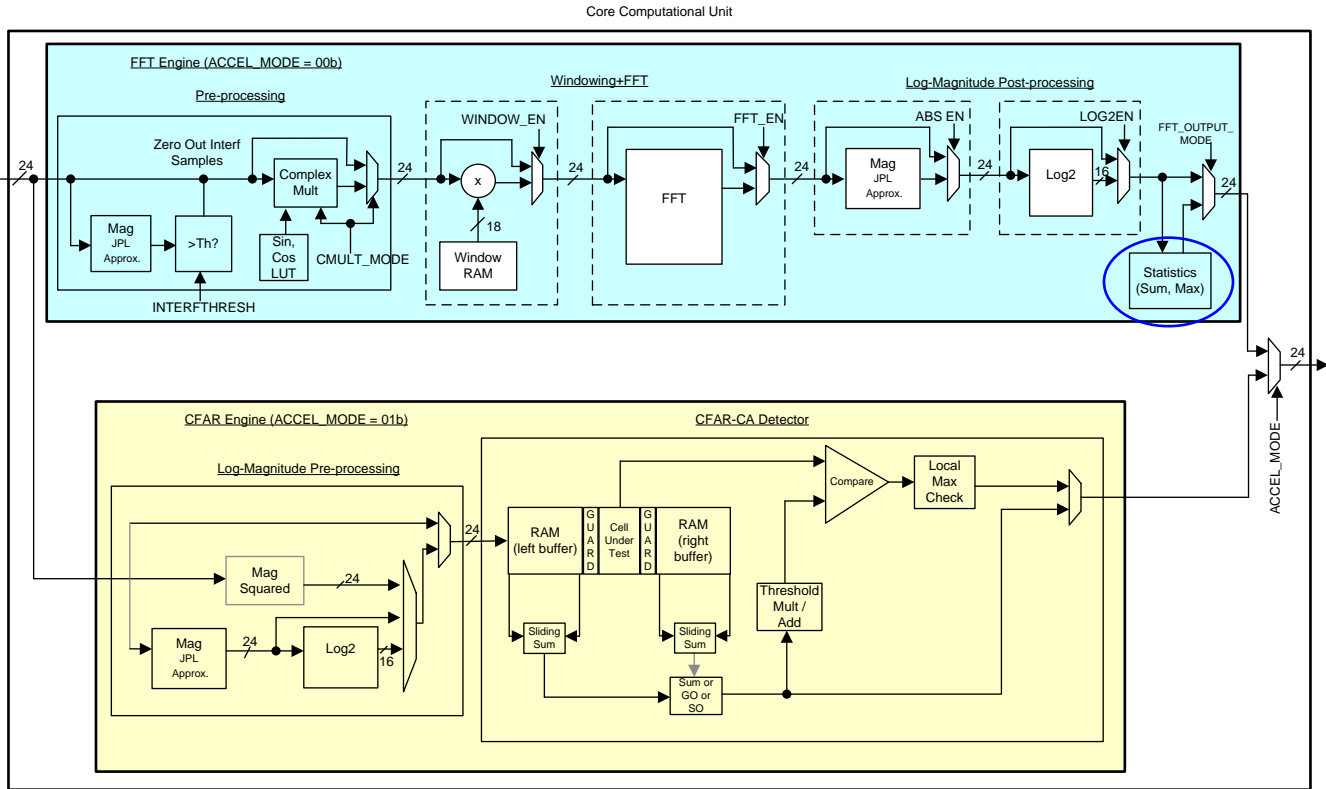 Core Computational Unit
FFT Engine (ACCEL_MODE = 00b)
Pre-processing
Windowing+FFT
Log-Magnitude Post-processing
Zero Out Interf
Samples
24
Complex
Mult
Mag
JPL
Approx.
>Th?
Sin,
Cos
LUT
CMULT_MODE
INTERFTHRESH
24
WINDOW_EN
x
18
Window
RAM
24
FFT_EN
FFT
24
ABS EN
Mag
JPL
Approx.
24
LOG2EN
Log2
16
FFT_OUTPUT_
MODE
24
Statistics
(Sum, Max)
24
ACCEL_MODE
CFAR Engine (ACCEL_MODE = 01b)
CFAR-CA Detector
Log-Magnitude Pre-processing
Mag
Squared
24
Mag
JPL
Approx.
24
Log2
16
24
RAM
(left buffer)
G
U
A
R
D
Cell
Under
Test
G
U
A
R
D
RAM
(right
buffer)
Sliding
Sum
Sliding
Sum
Sum or
GO or
SO
Threshold
Mult /
Add
Compare
Local
Max
Check